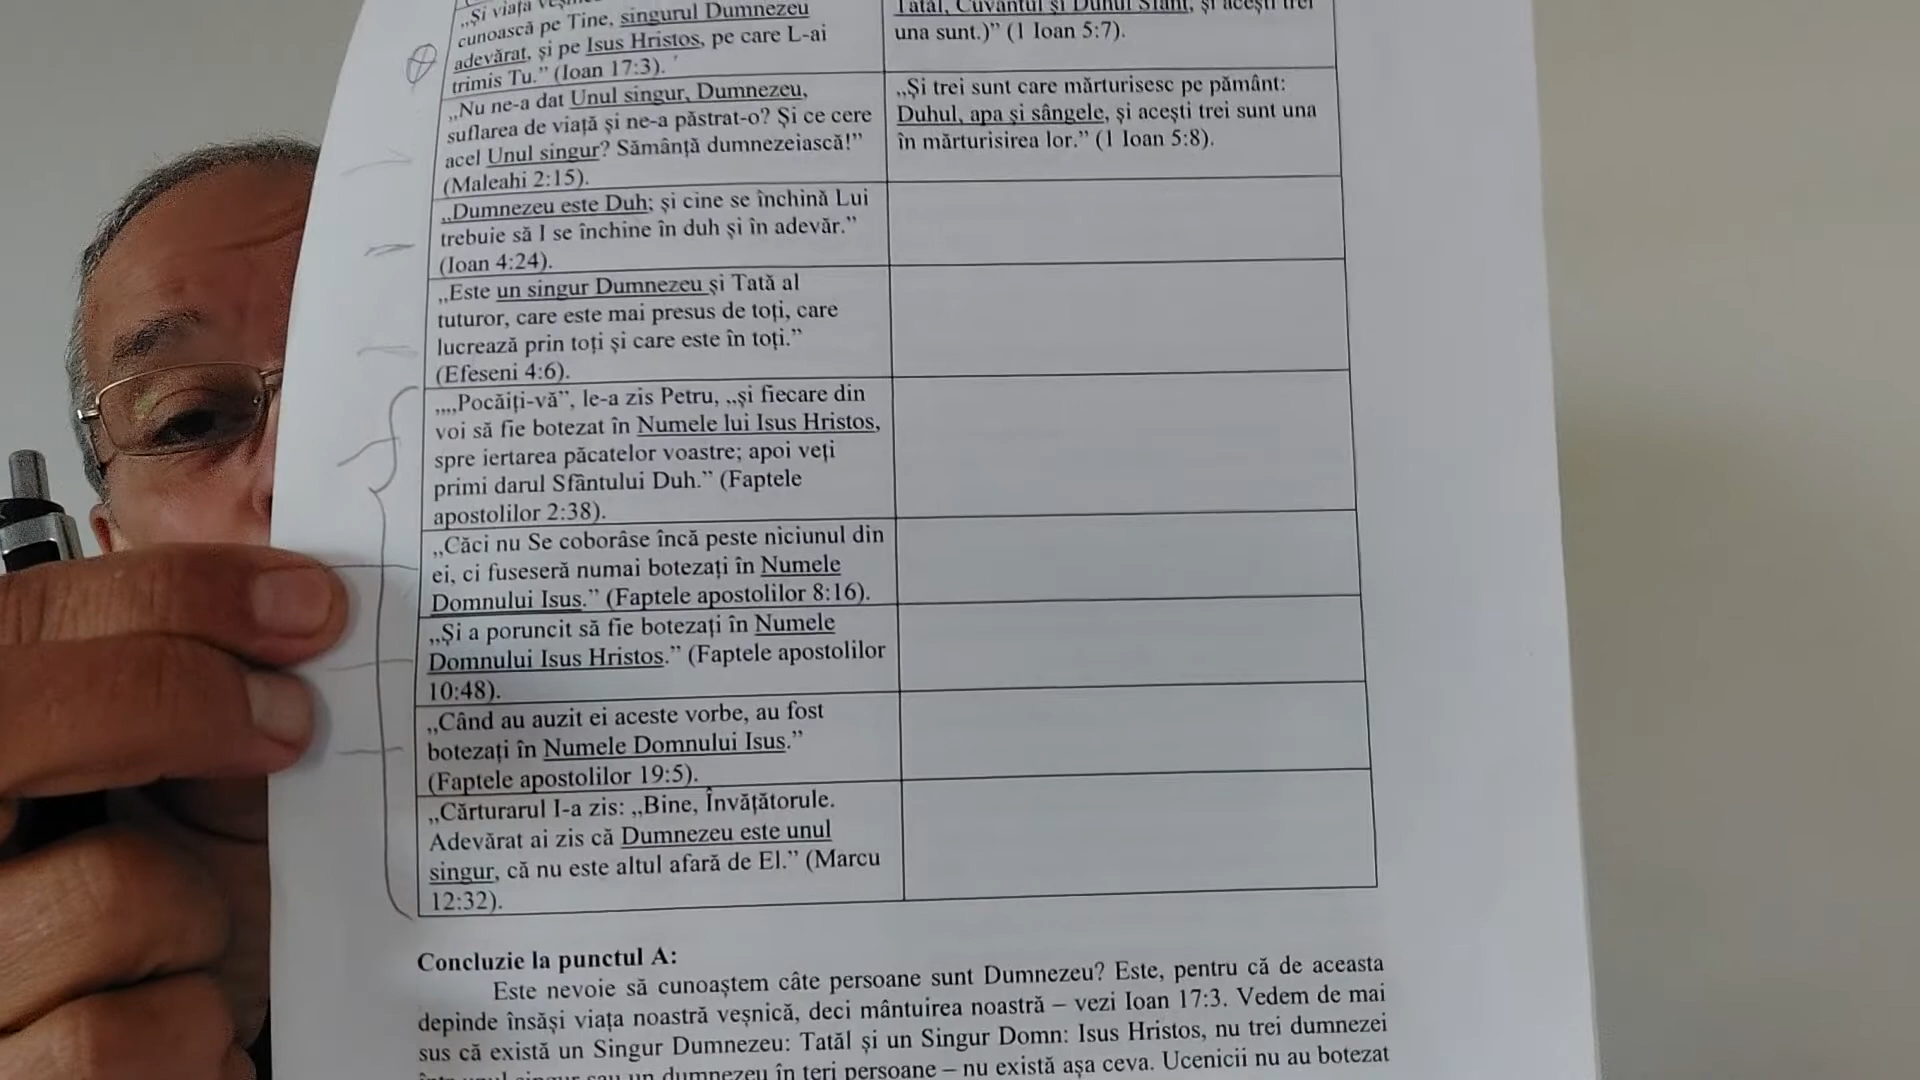 „Și viața
cunoască pe Tine, singurul Dumnezeu
adevărat, și pe Isus Hristos, pe care L-ai
trimis Tu.” (Ioan 17:3).
„Nu ne-a dat Unul singur, Dumnezeu,
suflarea de viață și ne-a păstrat-o? Și ce cere
acel Unul singur? Sămânță dumnezeiască!”
(Maleahi 2:15).
„Dumnezeu este Duh; și cine se închină Lui
trebuie să I se închine în duh și în adevăr.”
(Ioan 4:24).
„Este un singur Dumnezeu și Tată al
tuturor, care este mai presus de toți, care
lucrează prin toți și care este în toți.”
(Efeseni 4:6).
„„Pocăiți-vă”, le-a zis Petru, „și fiecare din
voi să fie botezat în Numele lui Isus Hristos,
spre iertarea păcatelor voastre; apoi veți
primi darul Sfântului Duh.” (Faptele
apostolilor 2:38).
„Căci nu Se coborâse încă peste niciunul din
ei, ci fuseseră numai botezați în Numele
Domnului Isus.” (Faptele apostolilor 8:16).
„Și a poruncit să fie botezați în Numele
Domnului Isus Hristos.” (Faptele apostolilor
10:48).
„Când au auzit ei aceste vorbe, au fost
botezați în Numele Domnului Isus.”
(Faptele apostolilor 19:5).
„Cărturarul I-a zis: „Bine, Învățătorule.
Adevărat ai zis că Dumnezeu este unul
singur, că nu este altul afară de El.” (Marcu
12:32).
Tatăl, Cuvântul și Duhul Sfânt, și acești trei
una sunt.)” (1 Ioan 5:7).
„Și trei sunt care mărturisesc pe pământ:
Duhul, apa și sângele, și acești trei sunt una
în mărturisirea lor.” (1 Ioan 5:8).
Concluzie la punctul A:
Este nevoie să cunoaștem câte persoane sunt Dumnezeu? Este, pentru că de aceasta
depinde însăși viața noastră veșnică, deci mântuirea noastră – vezi Ioan 17:3. Vedem de mai
sus că există un Singur Dumnezeu: Tatăl și un Singur Domn: Isus Hristos, nu trei dumnezei
singur sau un dumnezeu în teri persoane – nu există așa ceva. Ucenicii nu au botezat